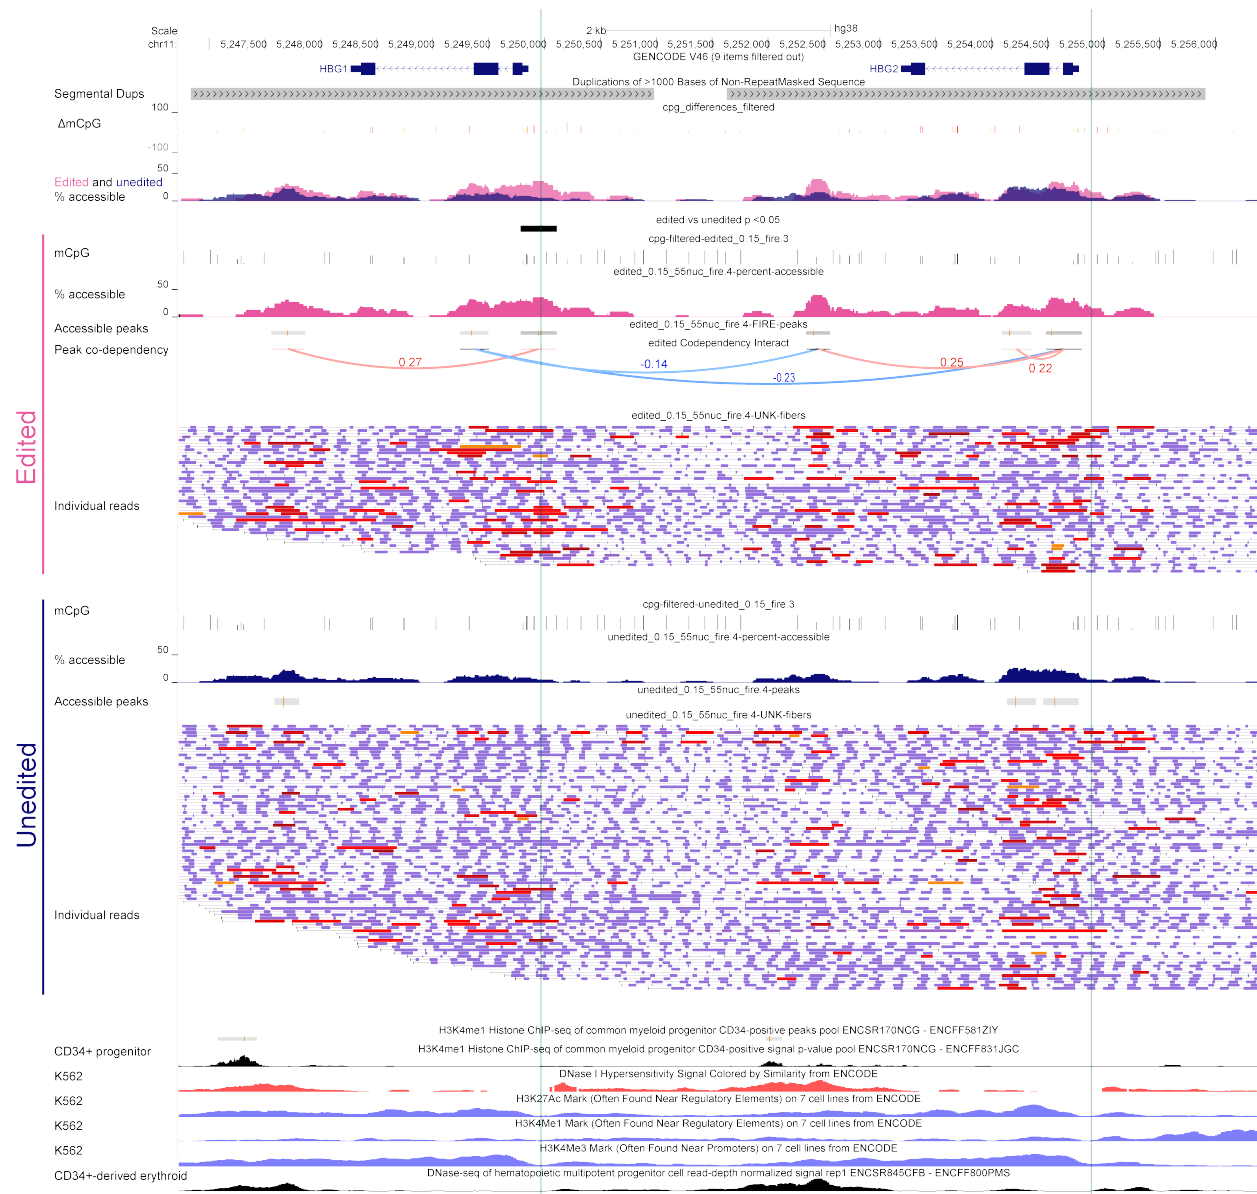 Scale 2 kb hg38
chr11: 5,247,500 5,248,000 5,248,500 5,249,000 5,249,500 5,250,000 5,250,500 5,251,000 5,251,500 5,252,000 5,252,500 5,253,000 5,253,500 5,254,000 5,254,500 5,255,000 5,255,500 5,256,000
GENCODE V46 (9 items filtered out)
HBG1 HBG2
Duplications of >1000 Bases of Non-RepeatMasked Sequence
Segmental Dups
cpg_differences_filtered
100
ΔmCpG
-100
50
Edited and unedited
% accessible
0
edited vs unedited p <0.05
cpg-filtered-edited_0.15_fire.3
mCpG
edited_0.15_55nuc_fire.4-percent-accessible
50
% accessible
0
edited_0.15_55nuc_fire.4-FIRE-peaks
Accessible peaks
edited Codependency Interact
Peak co-dependency
0.27 -0.14 0.25 0.22
-0.23
edited_0.15_55nuc_fire.4-UNK-fibers
Edited
Individual reads
cpg-filtered-unedited_0.15_fire.3
mCpG
unedited_0.15_55nuc_fire.4-percent-accessible
50
% accessible
0
unedited_0.15_55nuc_fire.4-peaks
Accessible peaks
unedited_0.15_55nuc_fire.4-UNK-fibers
Unedited
Individual reads
H3K4me1 Histone ChIP-seq of common myeloid progenitor CD34-positive peaks pool ENCSR170NCG - ENCFF581ZIY
CD34+ progenitor
H3K4me1 Histone ChIP-seq of common myeloid progenitor CD34-positive signal p-value pool ENCSR170NCG - ENCFF831JGC
K562
DNase I Hypersensitivity Signal Colored by Similarity from ENCODE
K562
H3K27Ac Mark (Often Found Near Regulatory Elements) on 7 cell lines from ENCODE
K562
H3K4Me1 Mark (Often Found Near Regulatory Elements) on 7 cell lines from ENCODE
K562
H3K4Me3 Mark (Often Found Near Promoters) on 7 cell lines from ENCODE
CD34+-derived erythroid
DNase-seq of hematopoietic multipotent progenitor cell read-depth normalized signal rep1 ENCSR845CFB - ENCFF800PMS